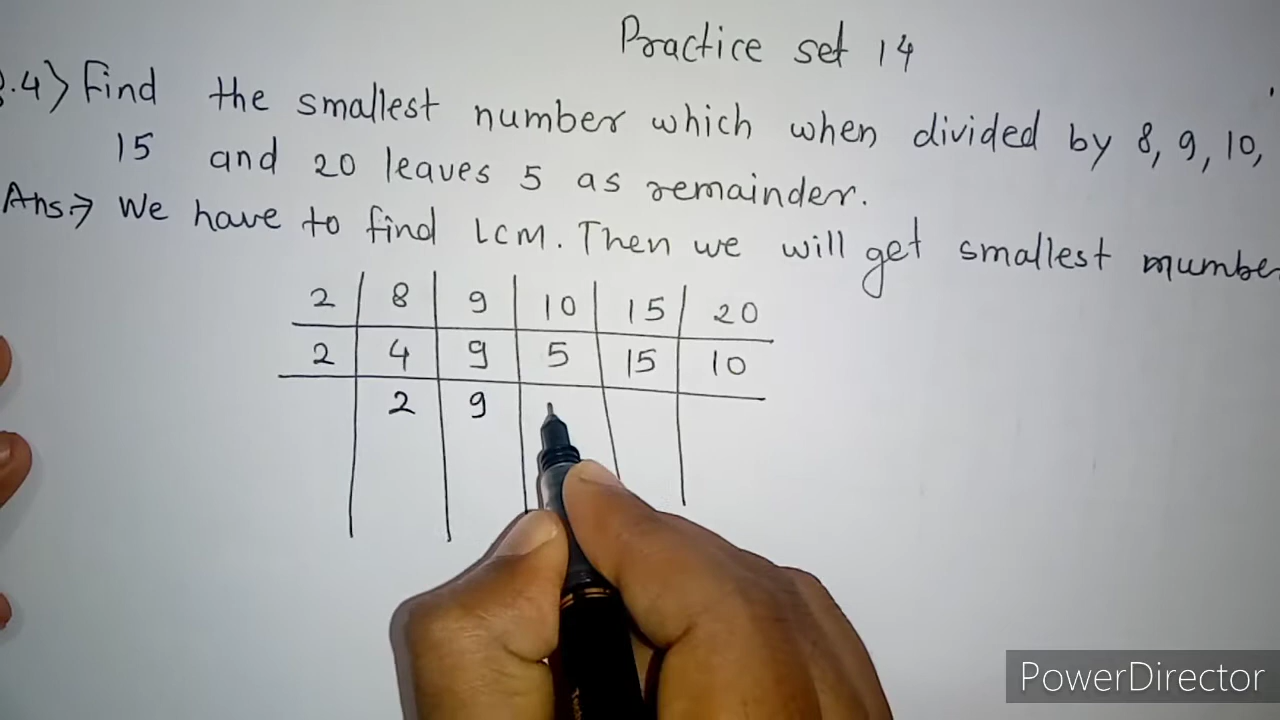 Practice set 14
.4) Find the smallest number which when divided by 8, 9, 10,
15 and 20 leaves 5 as remainder.
Ans:→ We have to find LCM. Then we will get smallest mumber
2 8 9 10 15 20
2 4 9 5 15 10
2 9
PowerDirector